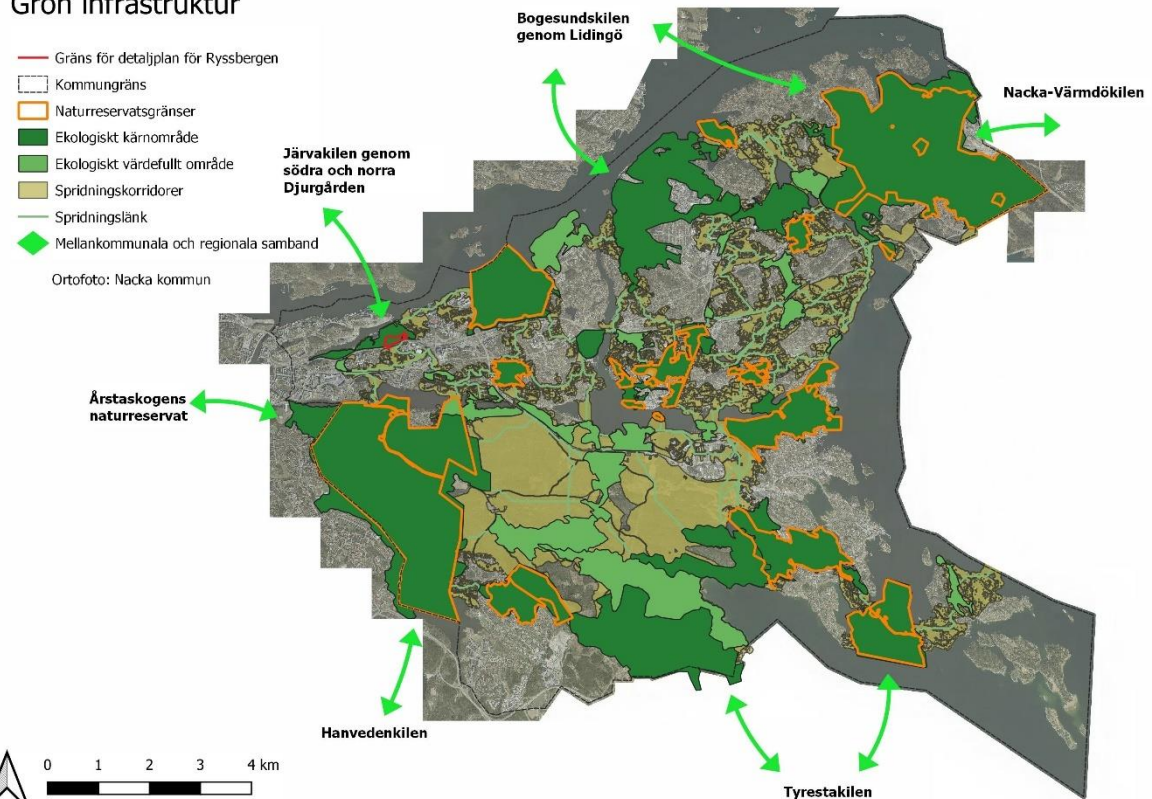 Grön infrastruktur
Gräns för detaljplan för Ryssbergen
Kommungräns
Naturreservatsgränser
Ekologiskt kärnområde
Ekologiskt värdefullt område
Spridningskorridorer
Spridningslänk
Mellankommunala och regionala samband
Ortofoto: Nacka kommun
Bogesundskilen
genom Lidingö
Nacka-Värmdökilen
Järvakilen genom
södra och norra
Djurgården
Årstaskogens
naturreservat
Hanvedenkilen
Tyrestakilen
0 1 2 3 4 km